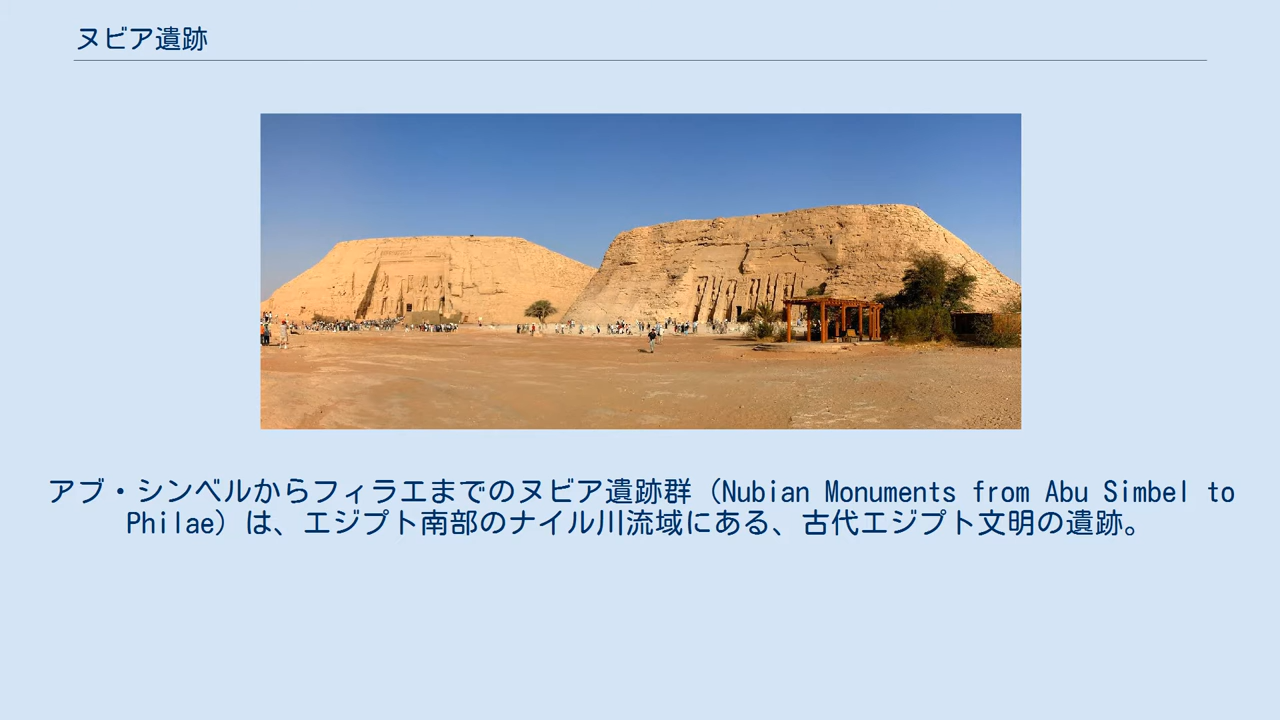 ヌビア遺跡
アブ・シンベルからフィラエまでのヌビア遺跡群（Nubian Monuments from Abu Simbel to
Philae）は、エジプト南部のナイル川流域にある、古代エジプト文明の遺跡。